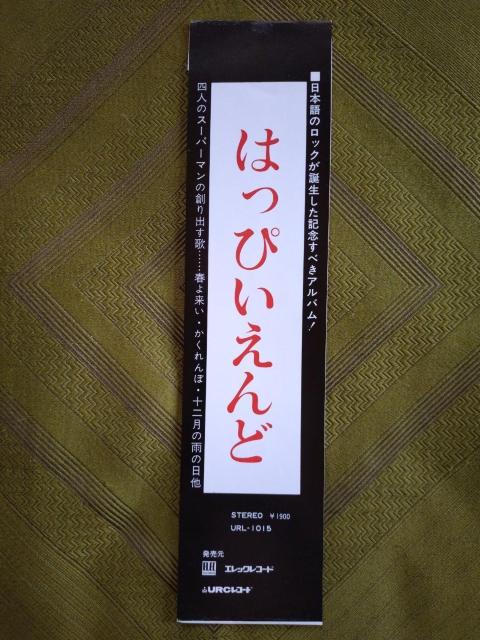 ■日本語のロックが誕生した記念すべきアルバム！
はっぴいえんど
四人のスーパーマンの創り出す歌……春よ来い・かくれんぼ・十二月の雨の日他
STEREO ￥1900
URL-1015
発売元
エレックレコード
URCレコード